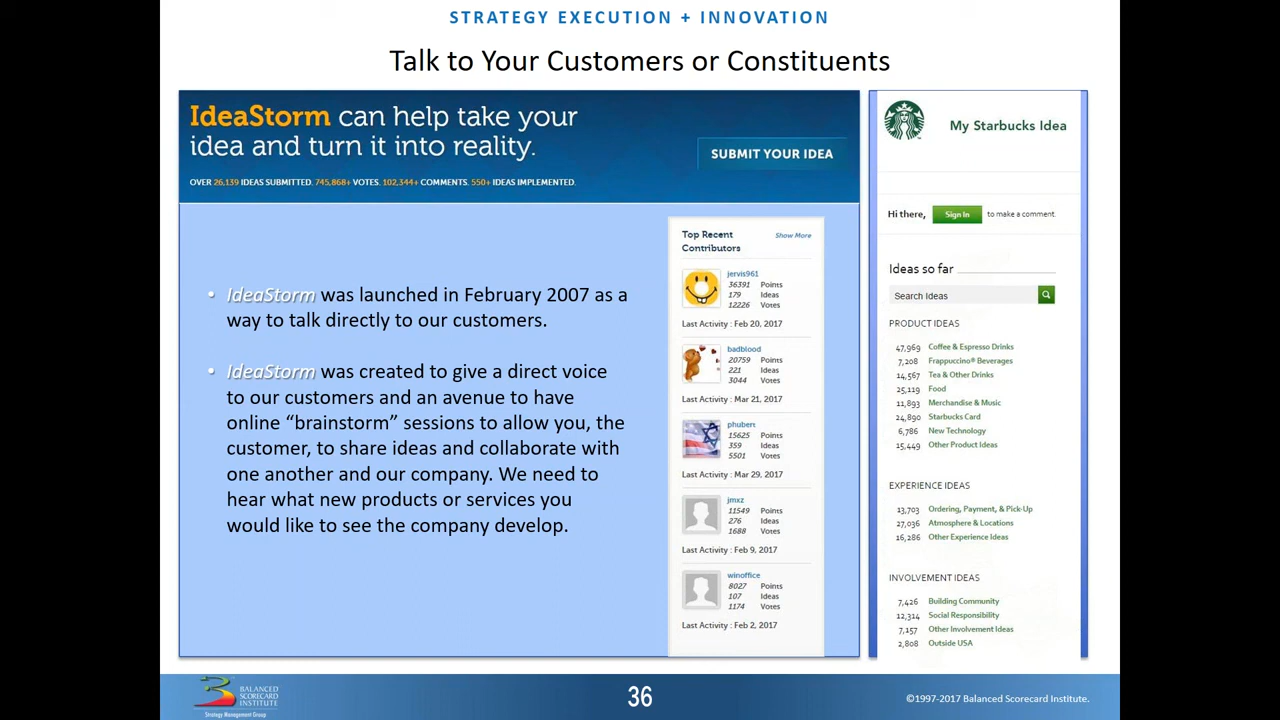 STRATEGY EXECUTION + INNOVATION
Talk to Your Customers or Constituents
IdeaStorm can help take your
idea and turn it into reality.
SUBMIT YOUR IDEA
OVER 26,139 IDEAS SUBMITTED. 745,868+ VOTES. 102,344+ COMMENTS. 550+ IDEAS IMPLEMENTED.
• IdeaStorm was launched in February 2007 as a
way to talk directly to our customers.
• IdeaStorm was created to give a direct voice
to our customers and an avenue to have
online “brainstorm” sessions to allow you, the
customer, to share ideas and collaborate with
one another and our company. We need to
hear what new products or services you
would like to see the company develop.
Top Recent
Contributors
Show More
jervis961
36391 Points
179 Ideas
12226 Votes
Last Activity : Feb 20, 2017
badblood
20759 Points
221 Ideas
3044 Votes
Last Activity : Mar 21, 2017
phubert
15625 Points
359 Ideas
5501 Votes
Last Activity : Mar 29, 2017
jmxz
11549 Points
276 Ideas
1688 Votes
Last Activity : Feb 9, 2017
winoffice
8027 Points
107 Ideas
1174 Votes
Last Activity : Feb 2, 2017
My Starbucks Idea
Hi there, Sign In to make a comment.
Ideas so far
Search Ideas
PRODUCT IDEAS
47,969 Coffee & Espresso Drinks
7,208 Frappuccino® Beverages
14,567 Tea & Other Drinks
25,119 Food
11,893 Merchandise & Music
24,890 Starbucks Card
6,786 New Technology
15,449 Other Product Ideas
EXPERIENCE IDEAS
13,703 Ordering, Payment, & Pick-Up
27,036 Atmosphere & Locations
16,286 Other Experience Ideas
INVOLVEMENT IDEAS
7,426 Building Community
12,314 Social Responsibility
7,157 Other Involvement Ideas
2,808 Outside USA
BALANCED
SCORECARD
INSTITUTE
Strategy Management Group
36
©1997-2017 Balanced Scorecard Institute.